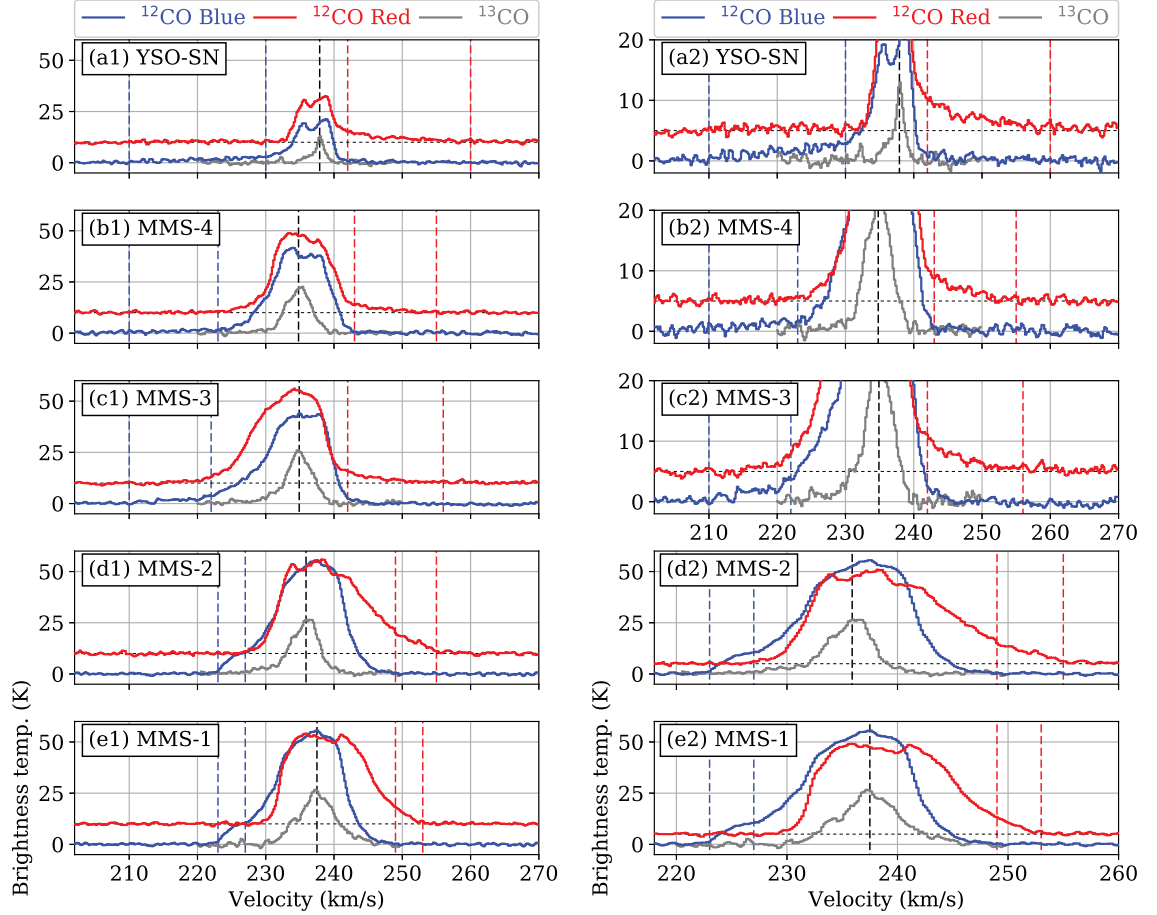 ¹²CO Blue ¹²CO Red ¹³CO
¹²CO Blue ¹²CO Red ¹³CO
(a1) YSO-SN
50
25
0
(a2) YSO-SN
20
10
0
(b1) MMS-4
50
25
0
(b2) MMS-4
20
10
0
(c1) MMS-3
50
25
0
(c2) MMS-3
20
10
0
210 220 230 240 250 260 270
(d1) MMS-2
50
25
0
(d2) MMS-2
50
25
0
(e1) MMS-1
50
25
0
210 220 230 240 250 260 270
Velocity (km/s)
Brightness temp. (K)
(e2) MMS-1
50
25
0
220 230 240 250 260
Velocity (km/s)
Brightness temp. (K)